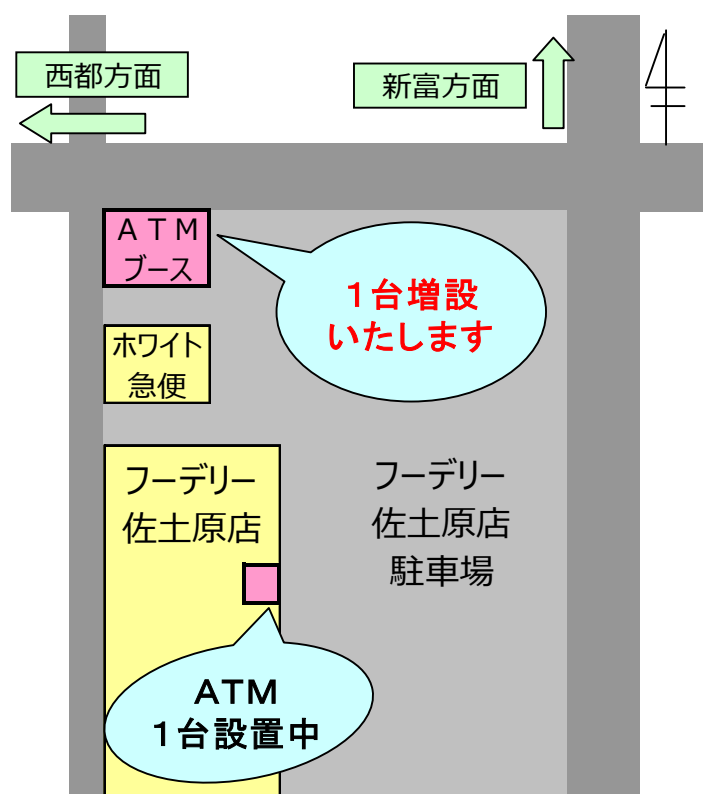 西都方面
新富方面
ATM
ブース
1台増設
いたします
ホワイト
急便
フーデリー
佐土原店
フーデリー
佐土原店
駐車場
ATM
1台設置中